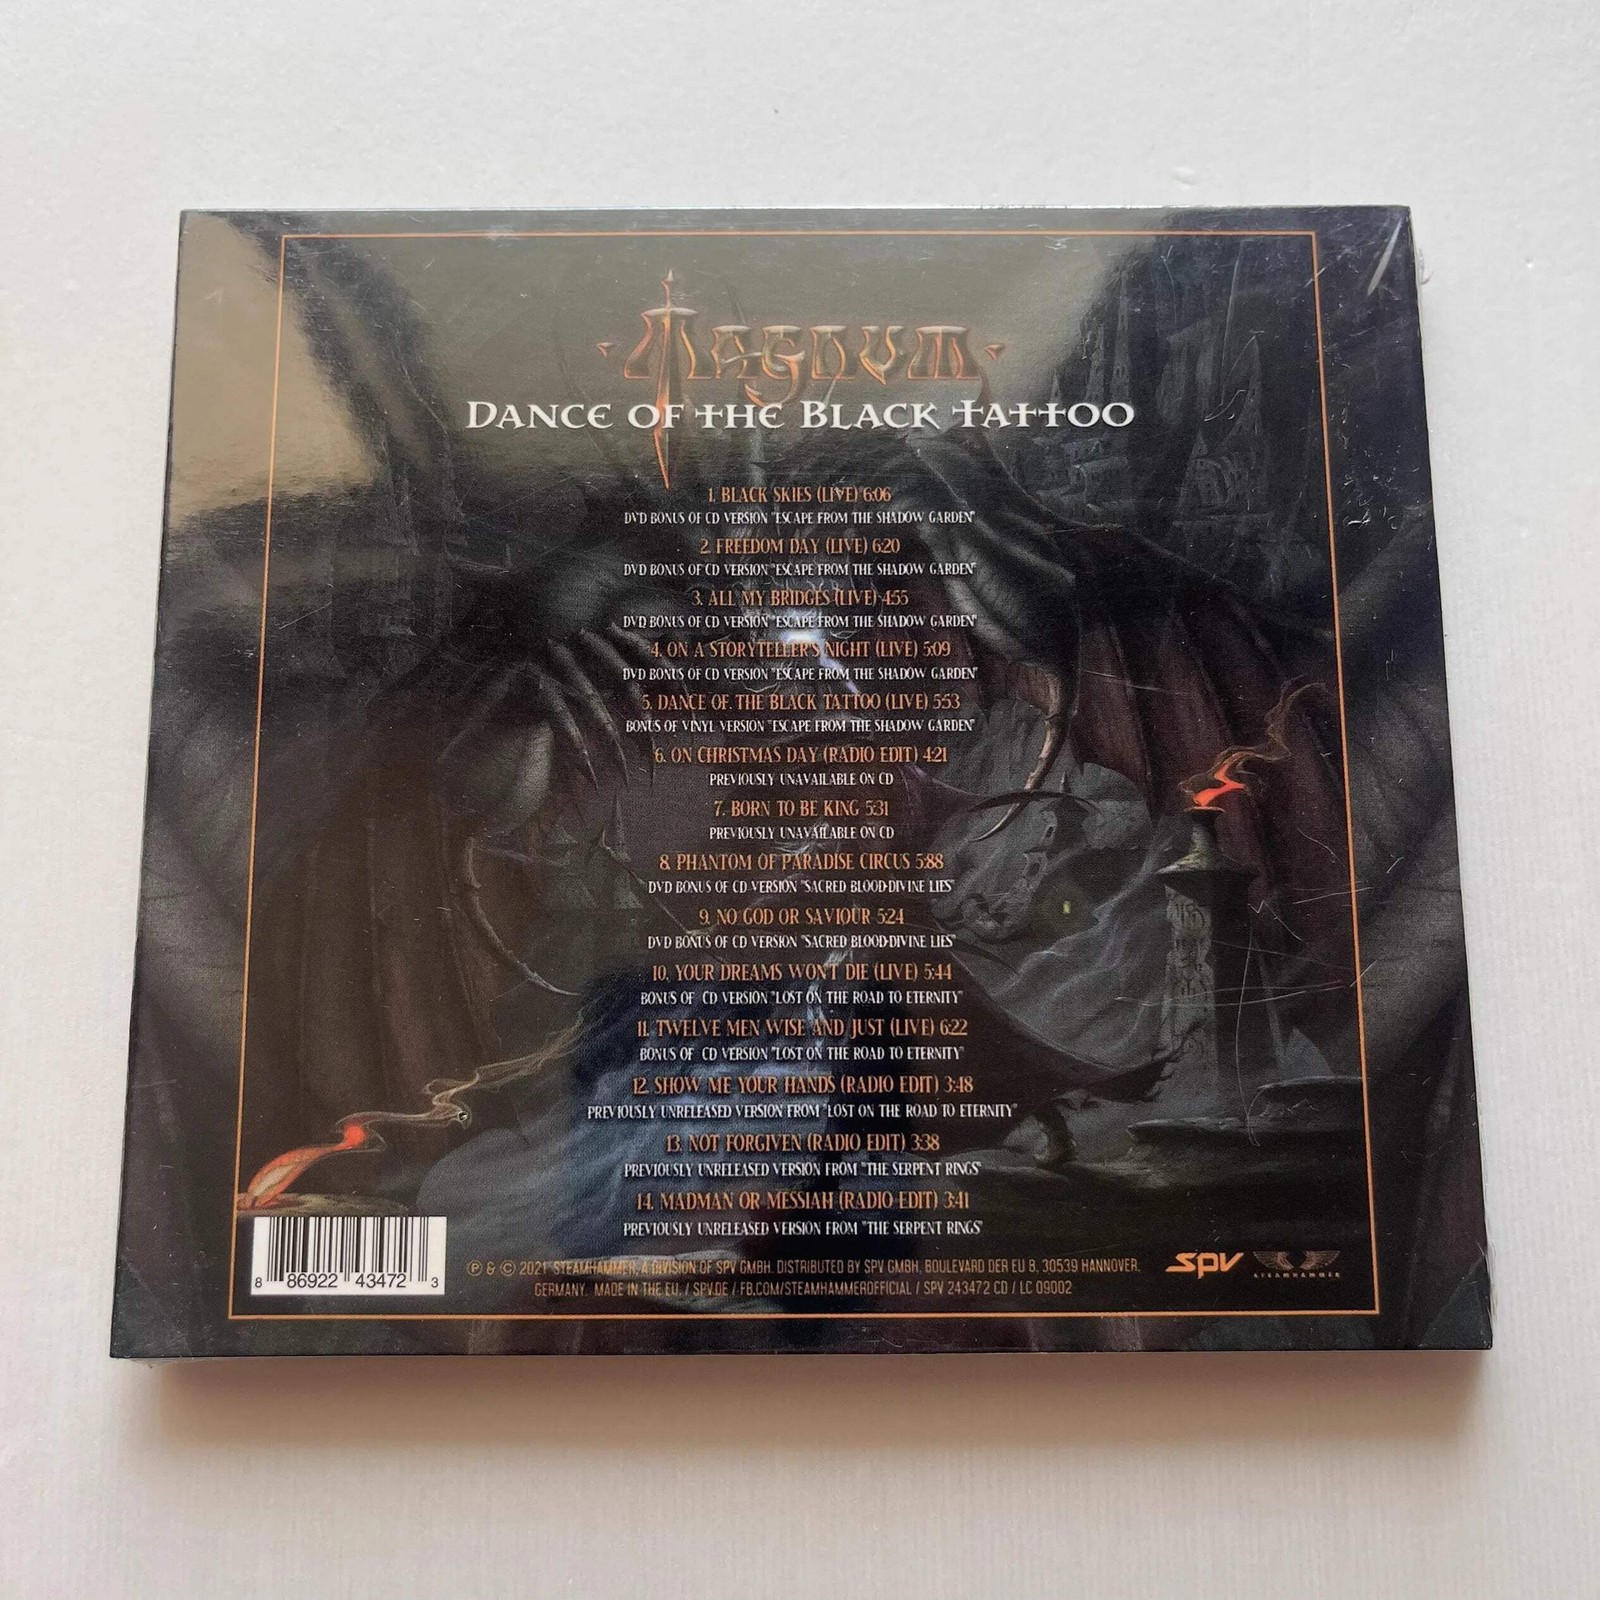 MAGNUM
DANCE OF THE BLACK TATTOO
1. BLACK SKIES (LIVE) 6:06
DVD BONUS OF CD VERSION "ESCAPE FROM THE SHADOW GARDEN"
2. FREEDOM DAY (LIVE) 6:20
DVD BONUS OF CD VERSION "ESCAPE FROM THE SHADOW GARDEN"
3. ALL MY BRIDGES (LIVE) 4:55
DVD BONUS OF CD VERSION "ESCAPE FROM THE SHADOW GARDEN"
4. ON A STORYTELLER'S NIGHT (LIVE) 5:09
DVD BONUS OF CD VERSION "ESCAPE FROM THE SHADOW GARDEN"
5. DANCE OF THE BLACK TATTOO (LIVE) 5:53
BONUS OF VINYL VERSION "ESCAPE FROM THE SHADOW GARDEN"
6. ON CHRISTMAS DAY (RADIO EDIT) 4:21
PREVIOUSLY UNAVAILABLE ON CD
7. BORN TO BE KING 5:31
PREVIOUSLY UNAVAILABLE ON CD
8. PHANTOM OF PARADISE CIRCUS 5:88
DVD BONUS OF CD VERSION "SACRED BLOOD-DIVINE LIES"
9. NO GOD OR SAVIOUR 5:24
DVD BONUS OF CD VERSION "SACRED BLOOD-DIVINE LIES"
10. YOUR DREAMS WON'T DIE (LIVE) 5:44
BONUS OF CD VERSION "LOST ON THE ROAD TO ETERNITY"
11. TWELVE MEN WISE AND JUST (LIVE) 6:22
BONUS OF CD VERSION "LOST ON THE ROAD TO ETERNITY"
12. SHOW ME YOUR HANDS (RADIO EDIT) 3:48
PREVIOUSLY UNRELEASED VERSION FROM "LOST ON THE ROAD TO ETERNITY"
13. NOT FORGIVEN (RADIO EDIT) 3:38
PREVIOUSLY UNRELEASED VERSION FROM "THE SERPENT RINGS"
14. MADMAN OR MESSIAH (RADIO EDIT) 3:41
PREVIOUSLY UNRELEASED VERSION FROM "THE SERPENT RINGS"
8 86922 43472 3
℗ & © 2021 STEAMHAMMER, A DIVISION OF SPV GMBH. DISTRIBUTED BY SPV GMBH, BOULEVARD DER EU 8, 30539 HANNOVER,
GERMANY. MADE IN THE EU. / SPV.DE / FB.COM/STEAMHAMMEROFFICIAL / SPV 243472 CD / LC 09002
SPV
STEAMHAMMER